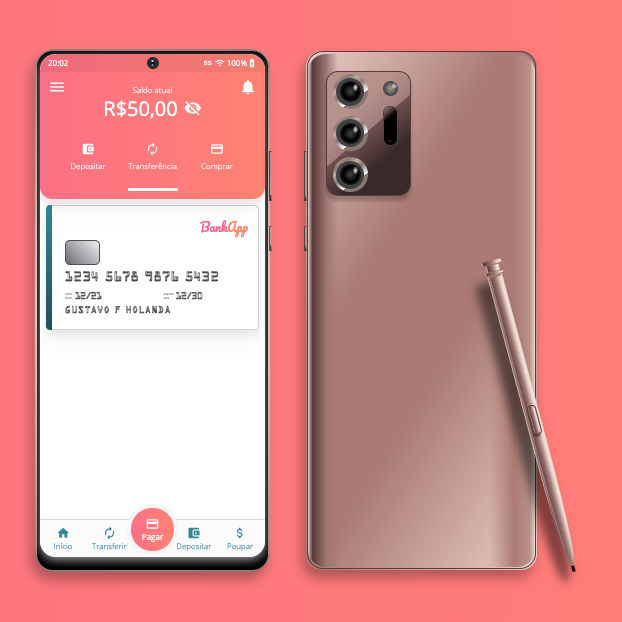 20:02
5G 100%
Saldo atual
R$50,00
Depositar Transferência Comprar
BankApp
1234 5678 9876 5432
12/21 12/30
GUSTAVO F HOLANDA
Início Transferir Pagar Depositar Poupar